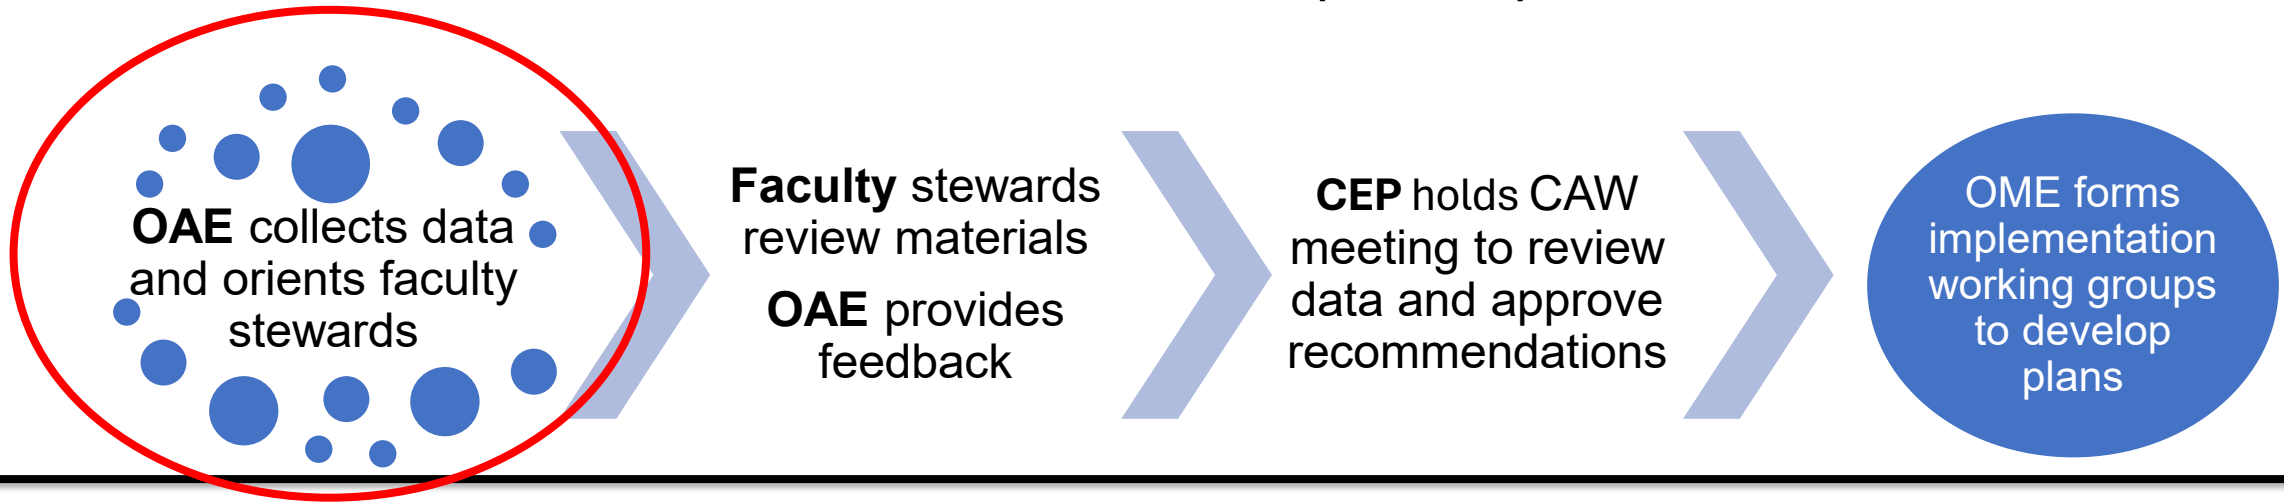 OAE collects data
and orients faculty
stewards
Faculty stewards
review materials
OAE provides
feedback
CEP holds CAW
meeting to review
data and approve
recommendations
OME forms
implementation
working groups
to develop
plans